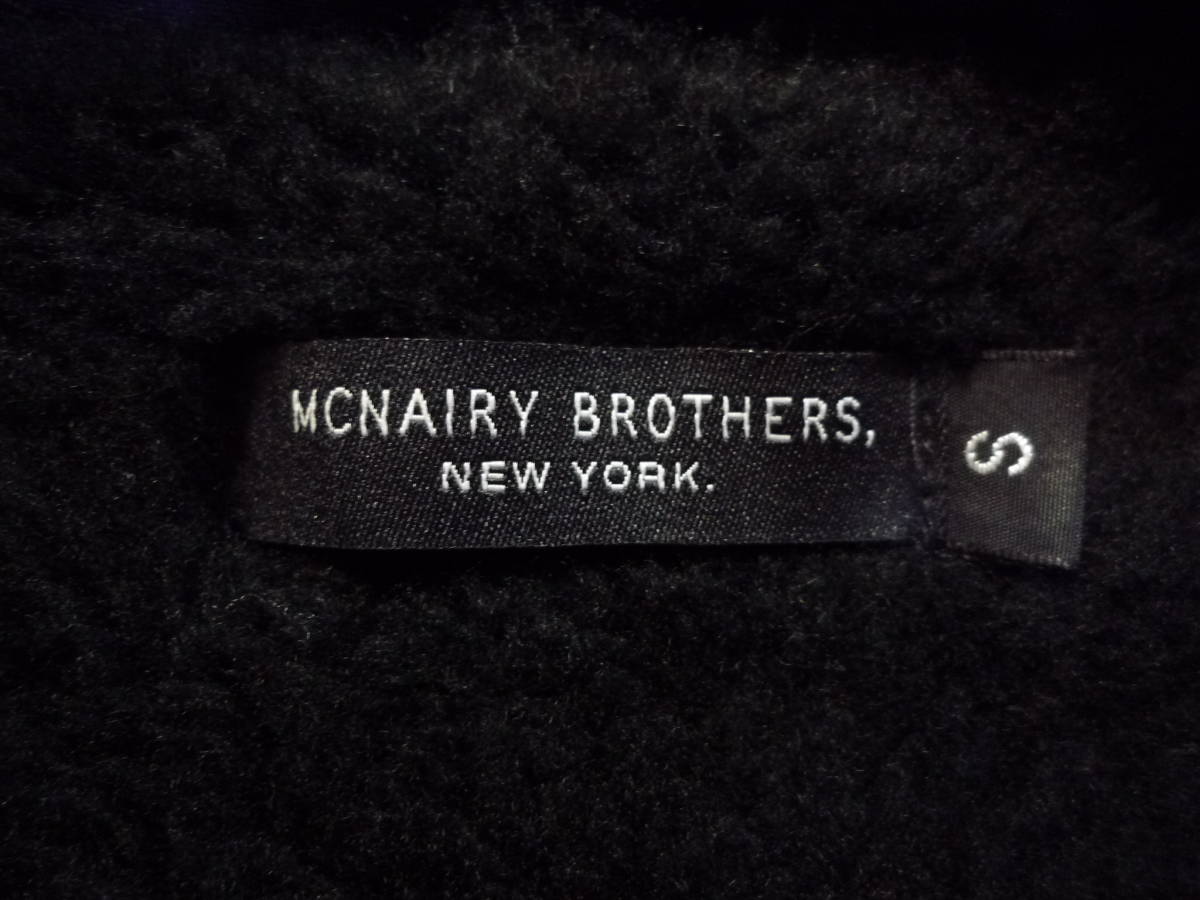 MCNAIRY BROTHERS,
NEW YORK.
S